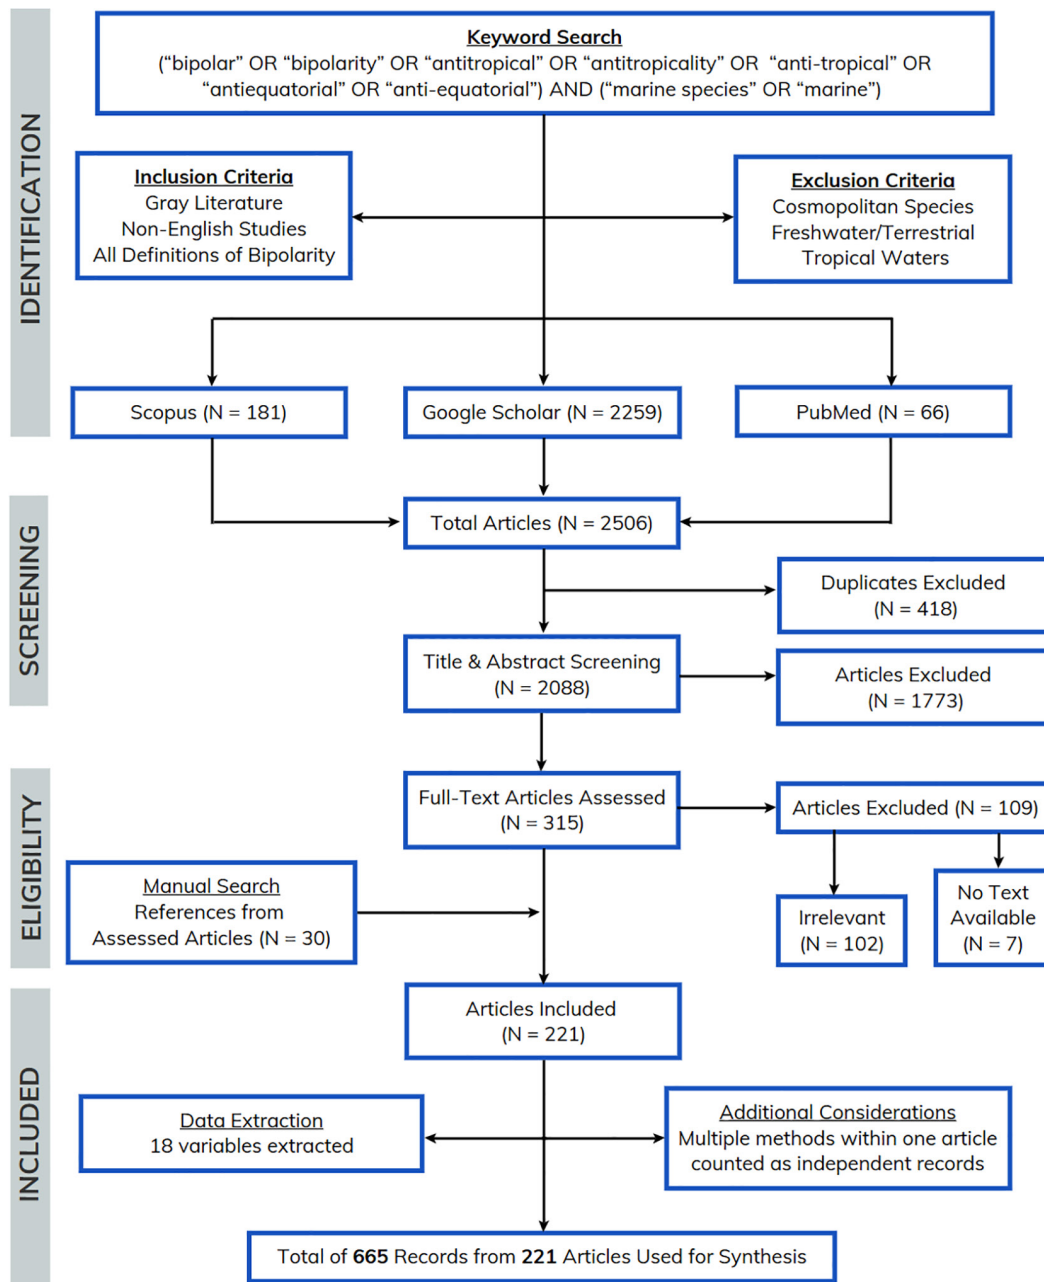 IDENTIFICATION
Keyword Search
(“bipolar” OR “bipolarity” OR “antitropical” OR “antitropicality” OR “anti-tropical” OR
“antiequatorial” OR “anti-equatorial”) AND (“marine species” OR “marine”)
Inclusion Criteria
Gray Literature
Non-English Studies
All Definitions of Bipolarity
Exclusion Criteria
Cosmopolitan Species
Freshwater/Terrestrial
Tropical Waters
Scopus (N = 181)
Google Scholar (N = 2259)
PubMed (N = 66)
SCREENING
Total Articles (N = 2506)
Duplicates Excluded
(N = 418)
Title & Abstract Screening
(N = 2088)
Articles Excluded
N = 1773)
ELIGIBILITY
Full-Text Articles Assessed
(N = 315)
Articles Excluded (N = 109)
Manual Search
References from
Assessed Articles (N = 30)
Irrelevant
(N = 102)
No Text
Available
(N = 7)
INCLUDED
Articles Included
(N = 221)
Data Extraction
18 variables extracted
Additional Considerations
Multiple methods within one article
counted as independent records
Total of 665 Records from 221 Articles Used for Synthesis